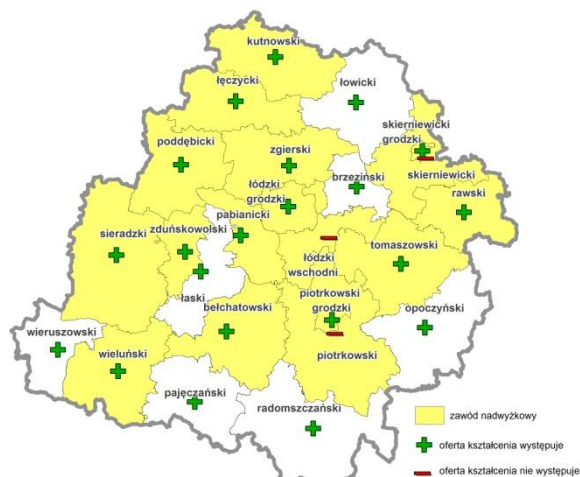 kutnowski
łęczycki
łowicki
skierniewicki
grodzki
poddębicki
zgierski
brzeziński
skierniewicki
łódzki
grodzki
rawski
pabianicki
sieradzki
zduńskowolski
tomaszowski
łódzki
wschodni
łaski
piotrkowski
grodzki
bełchatowski
opoczyński
wieruszowski
wieluński
piotrkowski
pajęczański
radomszczański
zawód nadwyżkowy
oferta kształcenia występuje
oferta kształcenia nie występuje